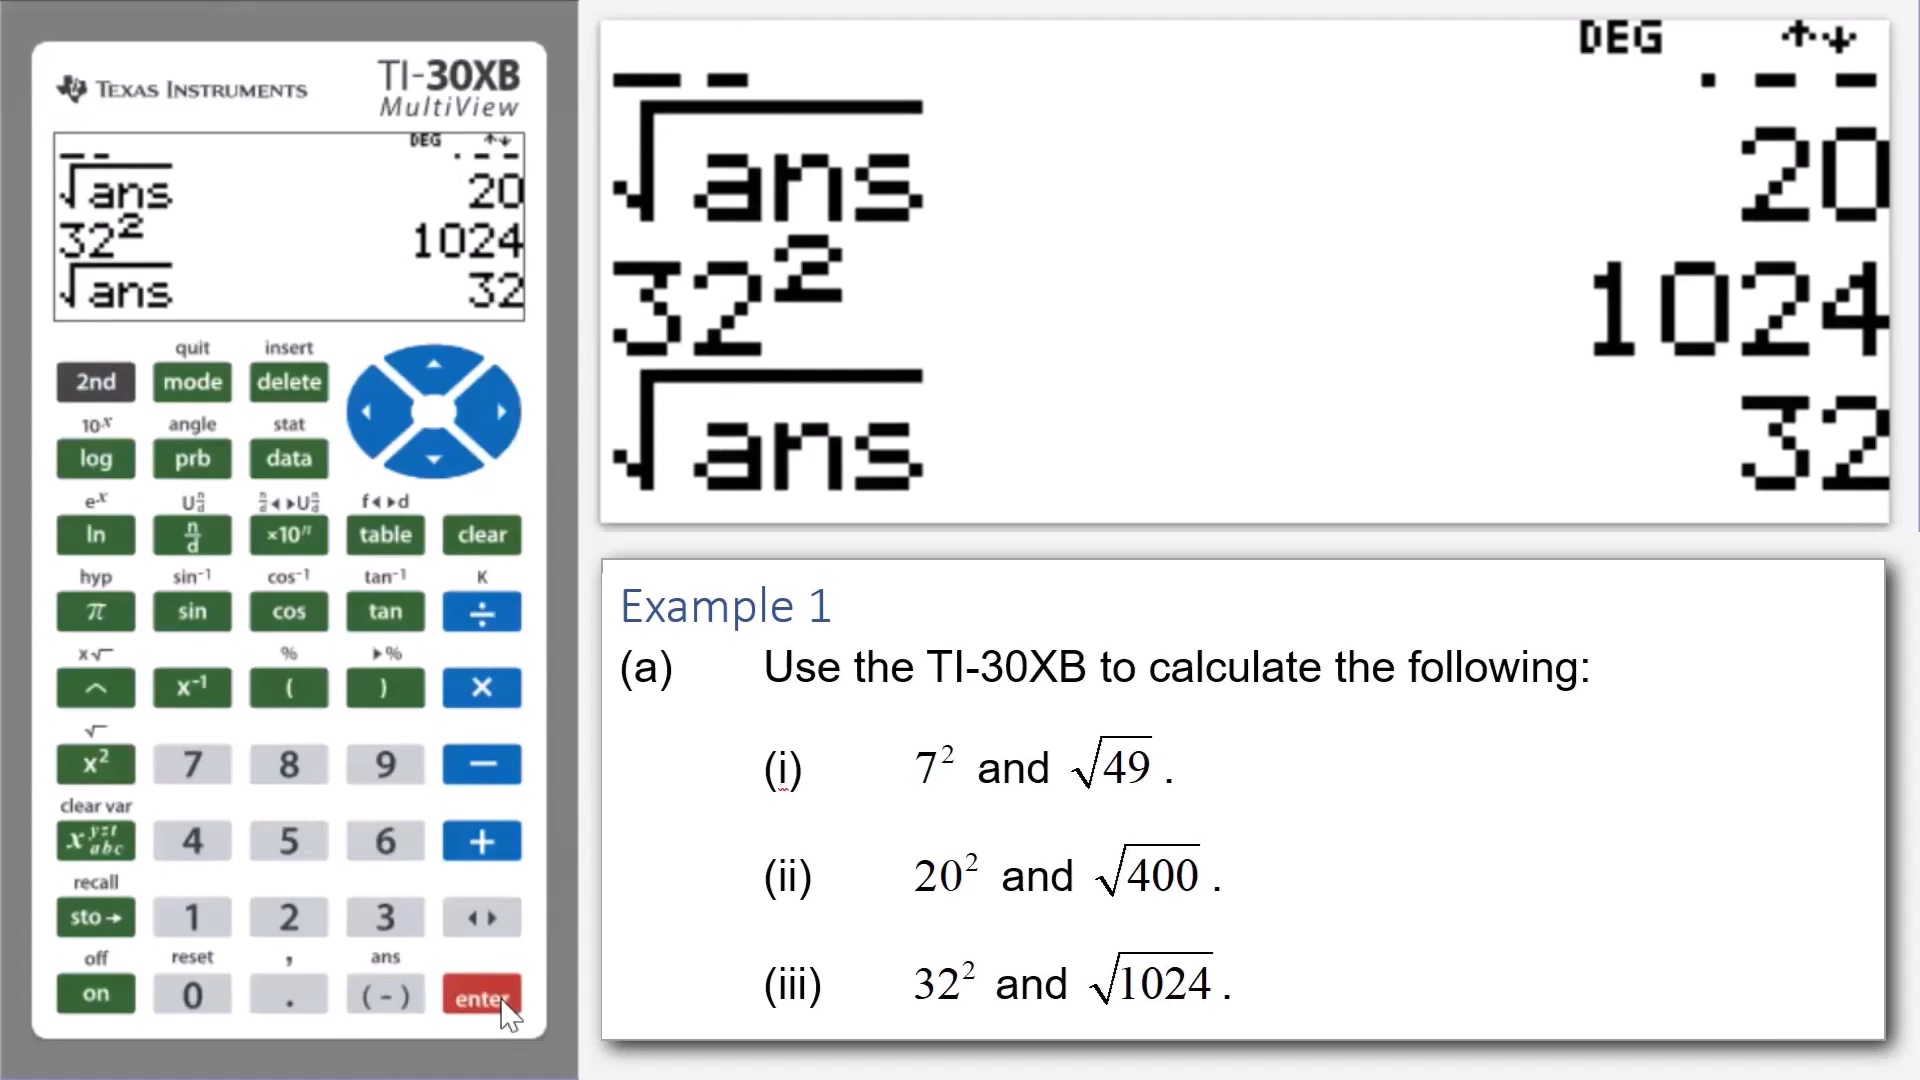 TEXAS INSTRUMENTS
TI-30XB
MultiView
DEG
√ans 20
32² 1024
√ans 32
quit insert
2nd mode delete
10ˣ angle stat
log prb data
eˣ U n/d n/d ◄►U n/d f◄►d
ln n/d ×10ⁿ table clear
hyp sin⁻¹ cos⁻¹ tan⁻¹ K
π sin cos tan ÷
ˣ√ % ►%
^ x⁻¹ ( ) ×
√
x² 7 8 9 −
clear var
x yzt abc 4 5 6 +
recall
sto→ 1 2 3 ◄►
off reset , ans
on 0 . (-) enter
DEG
√ans 20
32² 1024
√ans 32
Example 1
(a) Use the TI-30XB to calculate the following:
(i) 7² and √49 .
(ii) 20² and √400 .
(iii) 32² and √1024 .